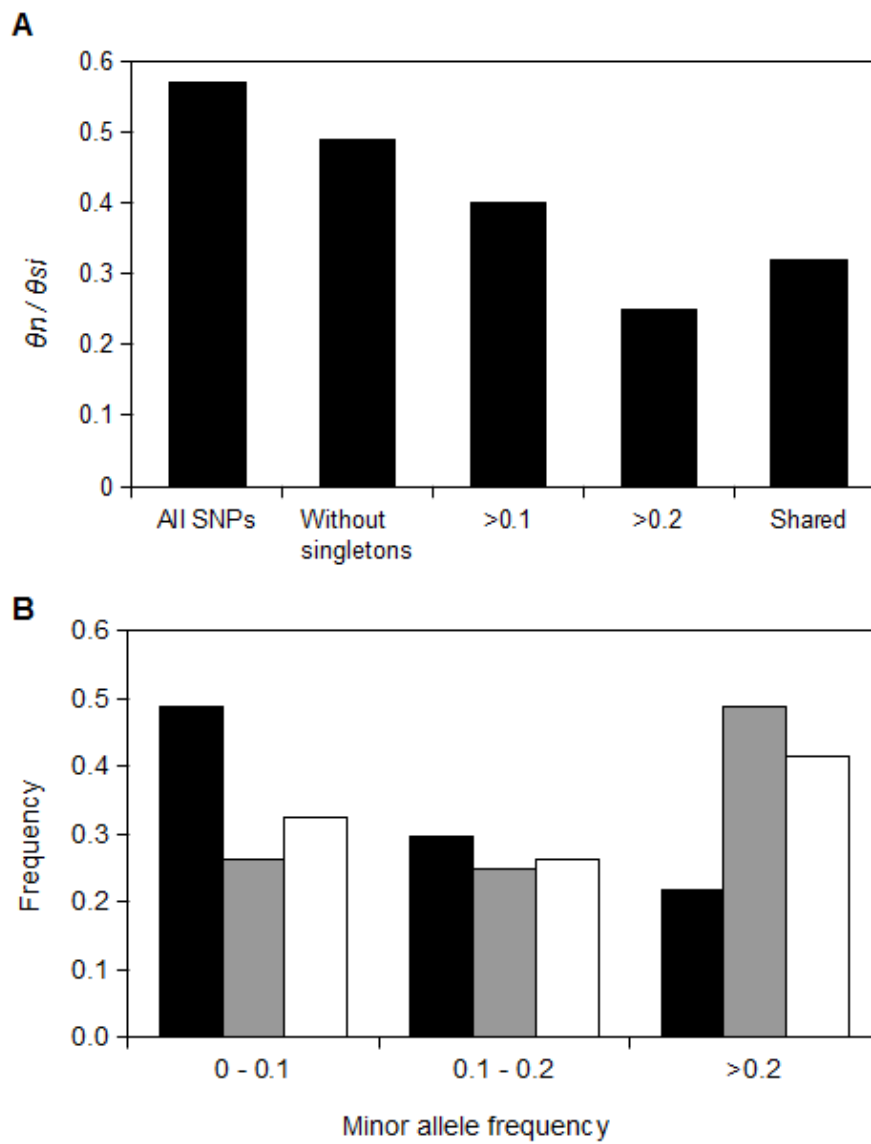 A
0.6
0.5
0.4
0.3
0.2
0.1
0
θn / θsi
All SNPs Without singletons >0.1 >0.2 Shared
B
0.6
0.5
0.4
0.3
0.2
0.1
0.0
Frequency
0 - 0.1 0.1 - 0.2 >0.2
Minor allele frequency